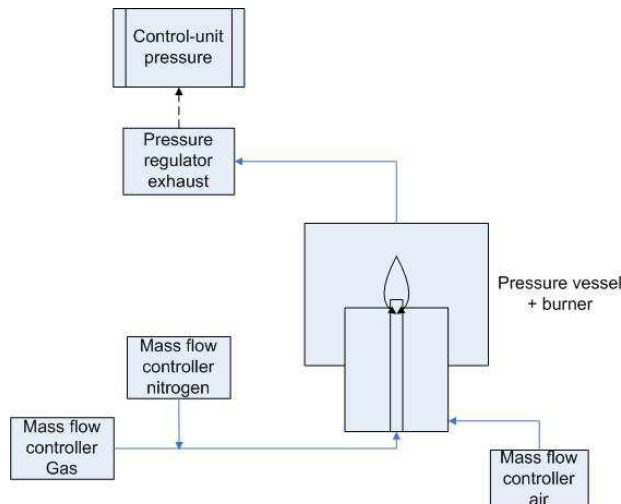 Control-unit
pressure
Pressure
regulator
exhaust
Pressure vessel
+ burner
Mass flow
controller
nitrogen
Mass flow
controller
Gas
Mass flow
controller
air